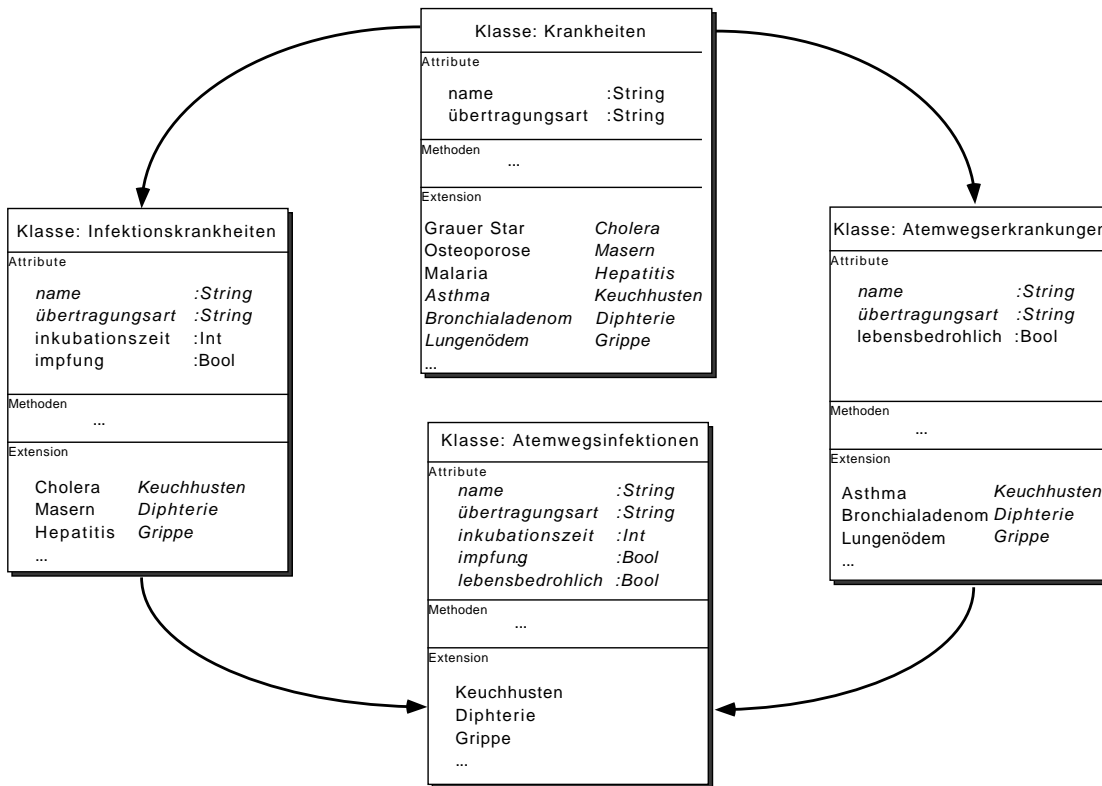 Klasse: Krankheiten
Attribute
name :String
übertragungsart :String
Methoden
...
Extension
Grauer Star Cholera
Osteoporose Masern
Malaria Hepatitis
Asthma Keuchhusten
Bronchialadenom Diphterie
Lungenödem Grippe
...
Klasse: Infektionskrankheiten
Attribute
name :String
übertragungsart :String
inkubationszeit :Int
impfung :Bool
Methoden
...
Extension
Cholera Keuchhusten
Masern Diphterie
Hepatitis Grippe
...
Klasse: Atemwegserkrankungen
Attribute
name :String
übertragungsart :String
lebensbedrohlich :Bool
Methoden
...
Extension
Asthma Keuchhusten
Bronchialadenom Diphterie
Lungenödem Grippe
...
Klasse: Atemwegsinfektionen
Attribute
name :String
übertragungsart :String
inkubationszeit :Int
impfung :Bool
lebensbedrohlich :Bool
Methoden
...
Extension
Keuchhusten
Diphterie
Grippe
...